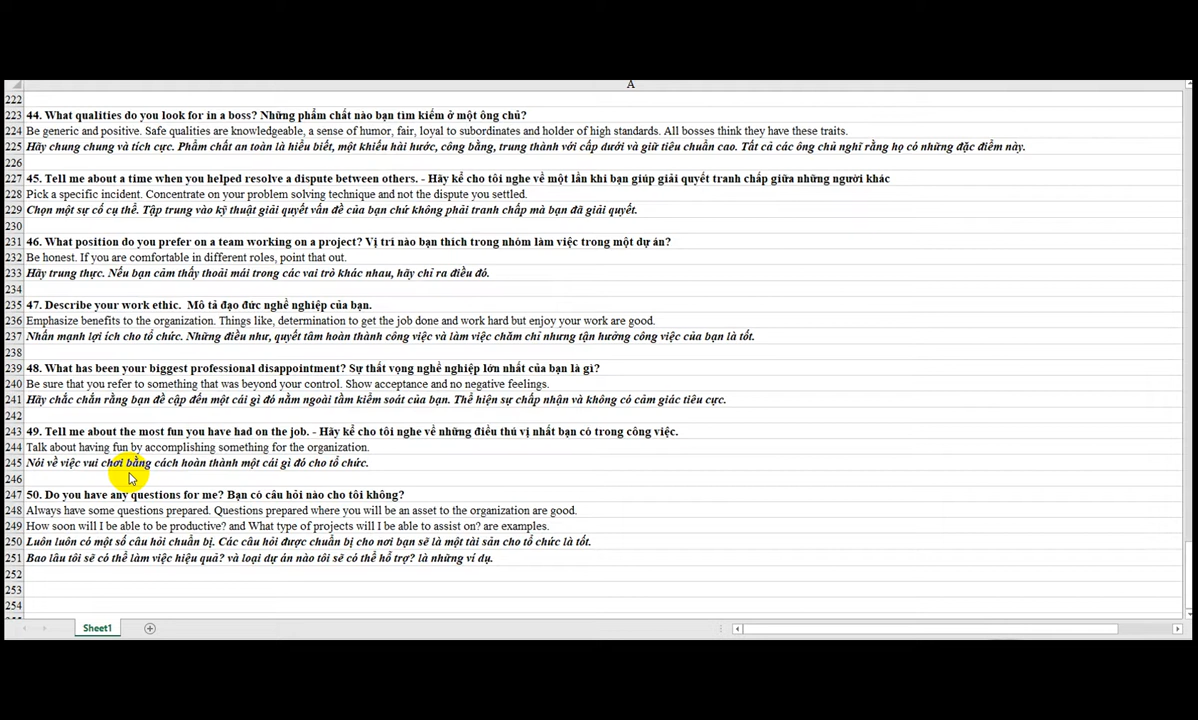 A
222
223 44. What qualities do you look for in a boss? Những phẩm chất nào bạn tìm kiếm ở một ông chủ?
224 Be generic and positive. Safe qualities are knowledgeable, a sense of humor, fair, loyal to subordinates and holder of high standards. All bosses think they have these traits.
225 Hãy chung chung và tích cực. Phẩm chất an toàn là hiểu biết, một khiếu hài hước, công bằng, trung thành với cấp dưới và giữ tiêu chuẩn cao. Tất cả các ông chủ nghĩ rằng họ có những đặc điểm này.
226
227 45. Tell me about a time when you helped resolve a dispute between others. - Hãy kể cho tôi nghe về một lần khi bạn giúp giải quyết tranh chấp giữa những người khác
228 Pick a specific incident. Concentrate on your problem solving technique and not the dispute you settled.
229 Chọn một sự cố cụ thể. Tập trung vào kỹ thuật giải quyết vấn đề của bạn chứ không phải tranh chấp mà bạn đã giải quyết.
230
231 46. What position do you prefer on a team working on a project? Vị trí nào bạn thích trong nhóm làm việc trong một dự án?
232 Be honest. If you are comfortable in different roles, point that out.
233 Hãy trung thực. Nếu bạn cảm thấy thoải mái trong các vai trò khác nhau, hãy chỉ ra điều đó.
234
235 47. Describe your work ethic. Mô tả đạo đức nghề nghiệp của bạn.
236 Emphasize benefits to the organization. Things like, determination to get the job done and work hard but enjoy your work are good.
237 Nhấn mạnh lợi ích cho tổ chức. Những điều như, quyết tâm hoàn thành công việc và làm việc chăm chỉ nhưng tận hưởng công việc của bạn là tốt.
238
239 48. What has been your biggest professional disappointment? Sự thất vọng nghề nghiệp lớn nhất của bạn là gì?
240 Be sure that you refer to something that was beyond your control. Show acceptance and no negative feelings.
241 Hãy chắc chắn rằng bạn đề cập đến một cái gì đó nằm ngoài tầm kiểm soát của bạn. Thể hiện sự chấp nhận và không có cảm giác tiêu cực.
242
243 49. Tell me about the most fun you have had on the job. - Hãy kể cho tôi nghe về những điều thú vị nhất bạn có trong công việc.
244 Talk about having fun by accomplishing something for the organization.
245 Nói về việc vui chơi bằng cách hoàn thành một cái gì đó cho tổ chức.
246
247 50. Do you have any questions for me? Bạn có câu hỏi nào cho tôi không?
248 Always have some questions prepared. Questions prepared where you will be an asset to the organization are good.
249 How soon will I be able to be productive? and What type of projects will I be able to assist on? are examples.
250 Luôn luôn có một số câu hỏi chuẩn bị. Các câu hỏi được chuẩn bị cho nơi bạn sẽ là một tài sản cho tổ chức là tốt.
251 Bao lâu tôi sẽ có thể làm việc hiệu quả? và loại dự án nào tôi sẽ có thể hỗ trợ? là những ví dụ.
252
253
254
Sheet1